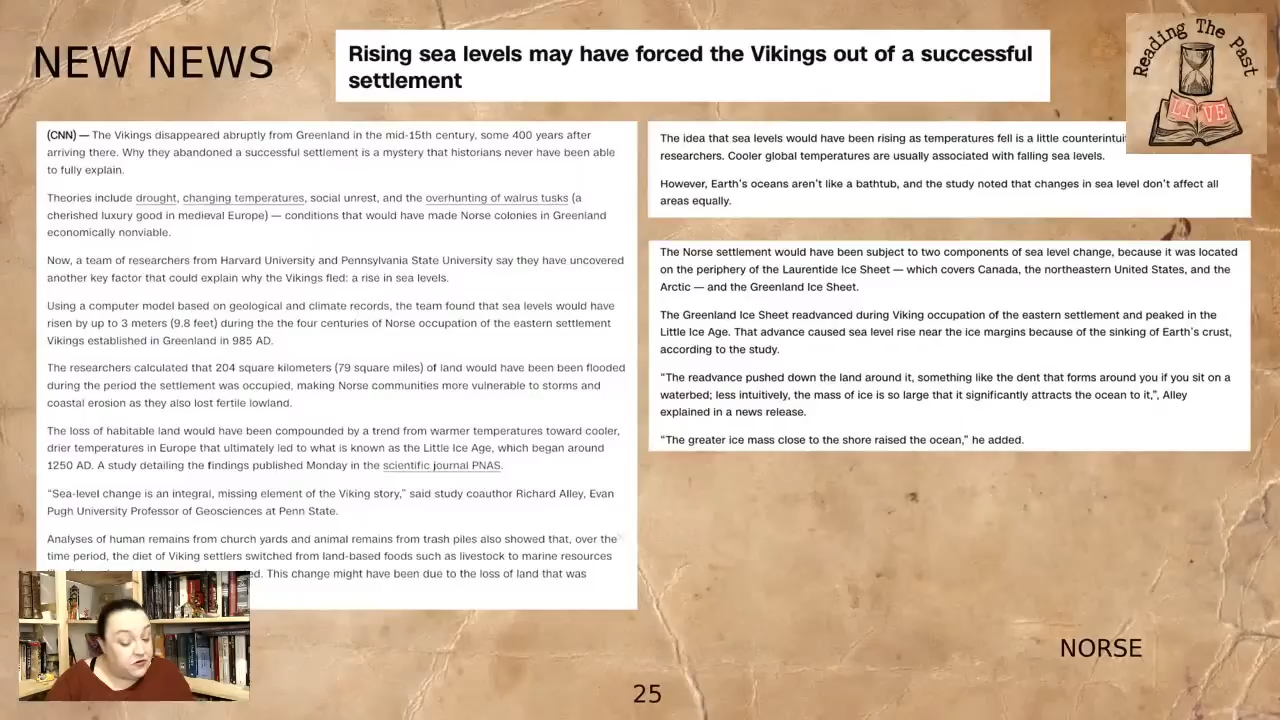 NEW NEWS
Rising sea levels may have forced the Vikings out of a successful
settlement
Reading The Past
LIVE
(CNN) — The Vikings disappeared abruptly from Greenland in the mid-15th century, some 400 years after
arriving there. Why they abandoned a successful settlement is a mystery that historians never have been able
to fully explain.
Theories include drought, changing temperatures, social unrest, and the overhunting of walrus tusks (a
cherished luxury good in medieval Europe) — conditions that would have made Norse colonies in Greenland
economically nonviable.
Now, a team of researchers from Harvard University and Pennsylvania State University say they have uncovered
another key factor that could explain why the Vikings fled: a rise in sea levels.
Using a computer model based on geological and climate records, the team found that sea levels would have
risen by up to 3 meters (9.8 feet) during the the four centuries of Norse occupation of the eastern settlement
Vikings established in Greenland in 985 AD.
The researchers calculated that 204 square kilometers (79 square miles) of land would have been been flooded
during the period the settlement was occupied, making Norse communities more vulnerable to storms and
coastal erosion as they also lost fertile lowland.
The loss of habitable land would have been compounded by a trend from warmer temperatures toward cooler,
drier temperatures in Europe that ultimately led to what is known as the Little Ice Age, which began around
1250 AD. A study detailing the findings published Monday in the scientific journal PNAS.
“Sea-level change is an integral, missing element of the Viking story,” said study coauthor Richard Alley, Evan
Pugh University Professor of Geosciences at Penn State.
Analyses of human remains from church yards and animal remains from trash piles also showed that, over the
time period, the diet of Viking settlers switched from land-based foods such as livestock to marine resources
This change might have been due to the loss of land that was
The idea that sea levels would have been rising as temperatures fell is a little
researchers. Cooler global temperatures are usually associated with falling sea levels.
However, Earth’s oceans aren’t like a bathtub, and the study noted that changes in sea level don’t affect all
areas equally.
The Norse settlement would have been subject to two components of sea level change, because it was located
on the periphery of the Laurentide Ice Sheet — which covers Canada, the northeastern United States, and the
Arctic — and the Greenland Ice Sheet.
The Greenland Ice Sheet readvanced during Viking occupation of the eastern settlement and peaked in the
Little Ice Age. That advance caused sea level rise near the ice margins because of the sinking of Earth’s crust,
according to the study.
“The readvance pushed down the land around it, something like the dent that forms around you if you sit on a
waterbed; less intuitively, the mass of ice is so large that it significantly attracts the ocean to it,”, Alley
explained in a news release.
“The greater ice mass close to the shore raised the ocean,” he added.
NORSE
25